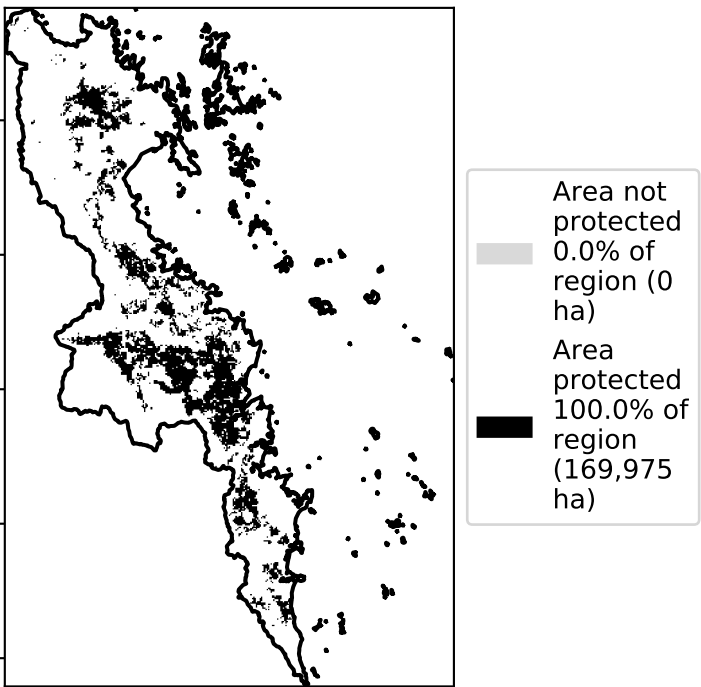 Area not
protected
0.0% of
region (0
ha)
Area
protected
100.0% of
region
(169,975
ha)